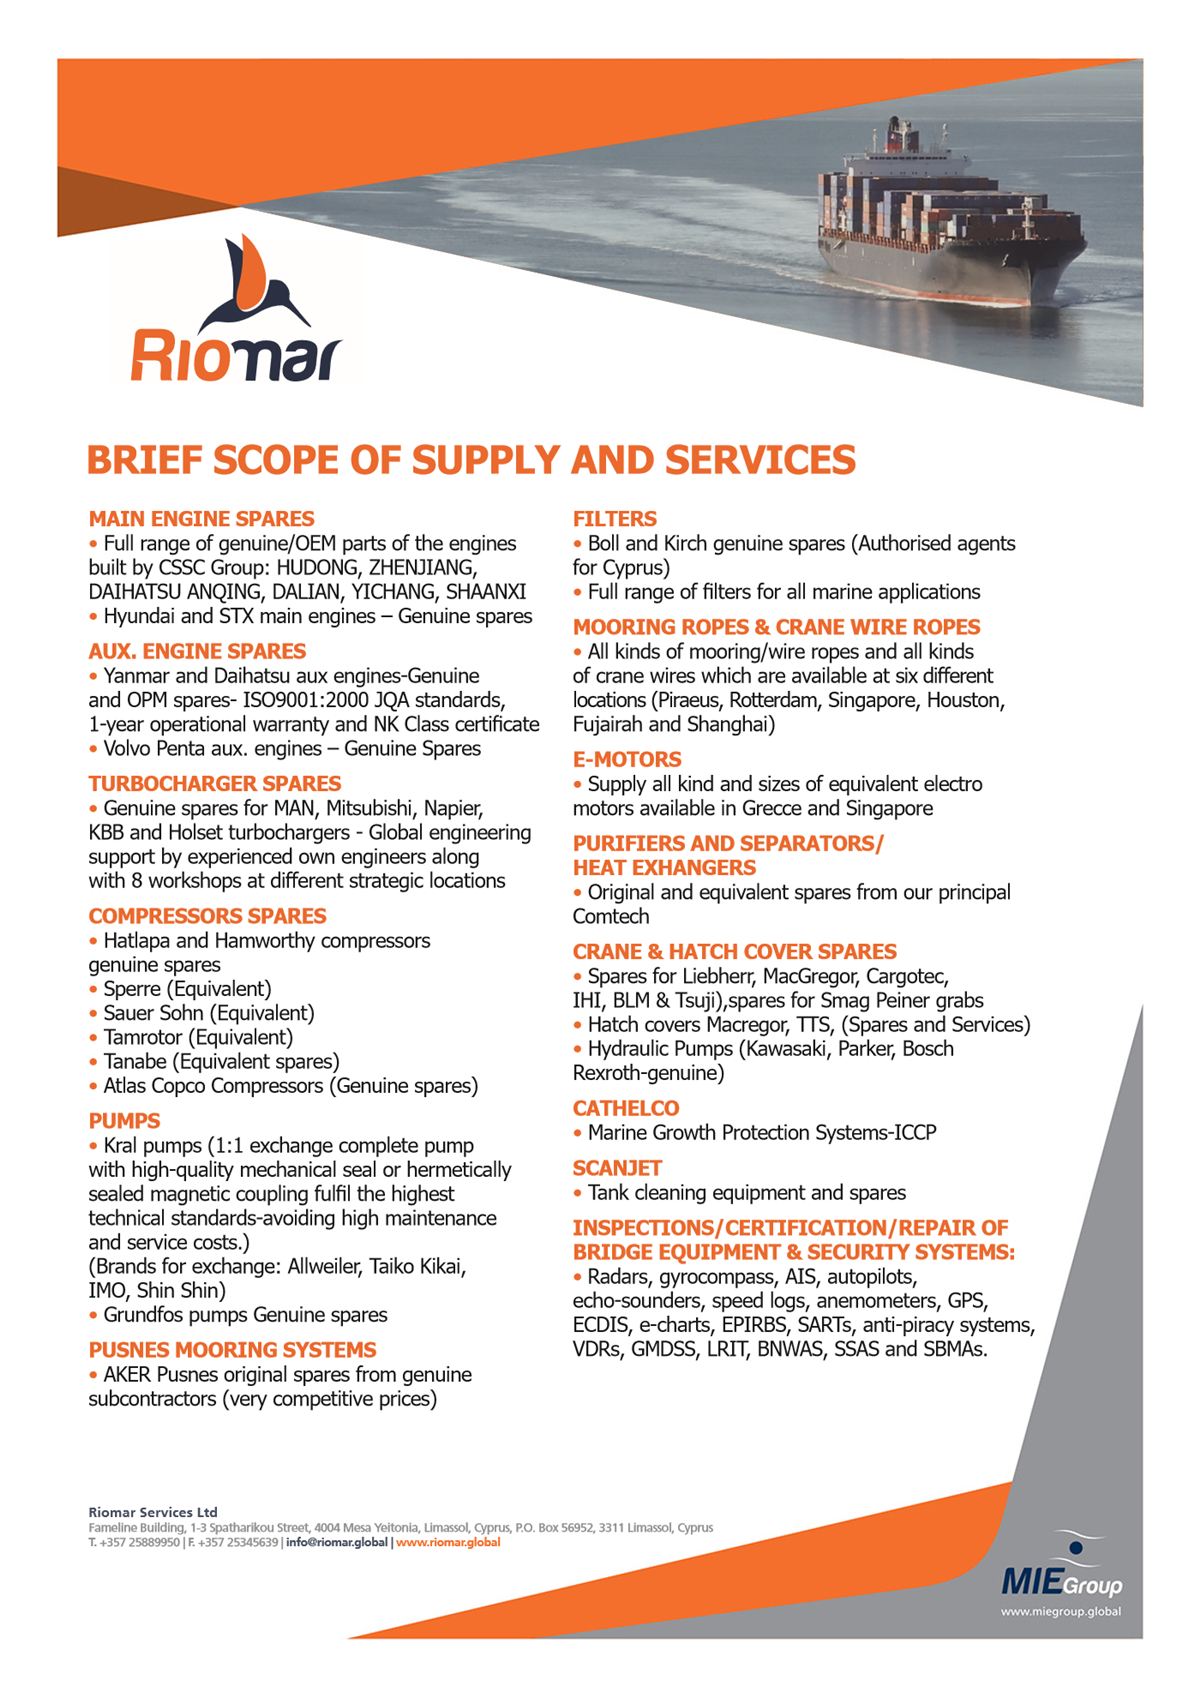 Riomar
BRIEF SCOPE OF SUPPLY AND SERVICES
MAIN ENGINE SPARES
• Full range of genuine/OEM parts of the engines
built by CSSC Group: HUDONG, ZHENJIANG,
DAIHATSU ANQING, DALIAN, YICHANG, SHAANXI
• Hyundai and STX main engines – Genuine spares
AUX. ENGINE SPARES
• Yanmar and Daihatsu aux engines-Genuine
and OPM spares- ISO9001:2000 JQA standards,
1-year operational warranty and NK Class certificate
• Volvo Penta aux. engines – Genuine Spares
TURBOCHARGER SPARES
• Genuine spares for MAN, Mitsubishi, Napier,
KBB and Holset turbochargers - Global engineering
support by experienced own engineers along
with 8 workshops at different strategic locations
COMPRESSORS SPARES
• Hatlapa and Hamworthy compressors
genuine spares
• Sperre (Equivalent)
• Sauer Sohn (Equivalent)
• Tamrotor (Equivalent)
• Tanabe (Equivalent spares)
• Atlas Copco Compressors (Genuine spares)
PUMPS
• Kral pumps (1:1 exchange complete pump
with high-quality mechanical seal or hermetically
sealed magnetic coupling fulfil the highest
technical standards-avoiding high maintenance
and service costs.)
(Brands for exchange: Allweiler, Taiko Kikai,
IMO, Shin Shin)
• Grundfos pumps Genuine spares
PUSNES MOORING SYSTEMS
• AKER Pusnes original spares from genuine
subcontractors (very competitive prices)
FILTERS
• Boll and Kirch genuine spares (Authorised agents
for Cyprus)
• Full range of filters for all marine applications
MOORING ROPES & CRANE WIRE ROPES
• All kinds of mooring/wire ropes and all kinds
of crane wires which are available at six different
locations (Piraeus, Rotterdam, Singapore, Houston,
Fujairah and Shanghai)
E-MOTORS
• Supply all kind and sizes of equivalent electro
motors available in Grecce and Singapore
PURIFIERS AND SEPARATORS/
HEAT EXHANGERS
• Original and equivalent spares from our principal
Comtech
CRANE & HATCH COVER SPARES
• Spares for Liebherr, MacGregor, Cargotec,
IHI, BLM & Tsuji),spares for Smag Peiner grabs
• Hatch covers Macregor, TTS, (Spares and Services)
• Hydraulic Pumps (Kawasaki, Parker, Bosch
Rexroth-genuine)
CATHELCO
• Marine Growth Protection Systems-ICCP
SCANJET
• Tank cleaning equipment and spares
INSPECTIONS/CERTIFICATION/REPAIR OF
BRIDGE EQUIPMENT & SECURITY SYSTEMS:
• Radars, gyrocompass, AIS, autopilots,
echo-sounders, speed logs, anemometers, GPS,
ECDIS, e-charts, EPIRBS, SARTs, anti-piracy systems,
VDRs, GMDSS, LRIT, BNWAS, SSAS and SBMAs.
Riomar Services Ltd
Fameline Building, 1-3 Spatharikou Street, 4004 Mesa Yeitonia, Limassol, Cyprus, P.O. Box 56952, 3311 Limassol, Cyprus
T. +357 25889950 | F. +357 25345639 | info@riomar.global | www.riomar.global
MIE Group
www.miegroup.global